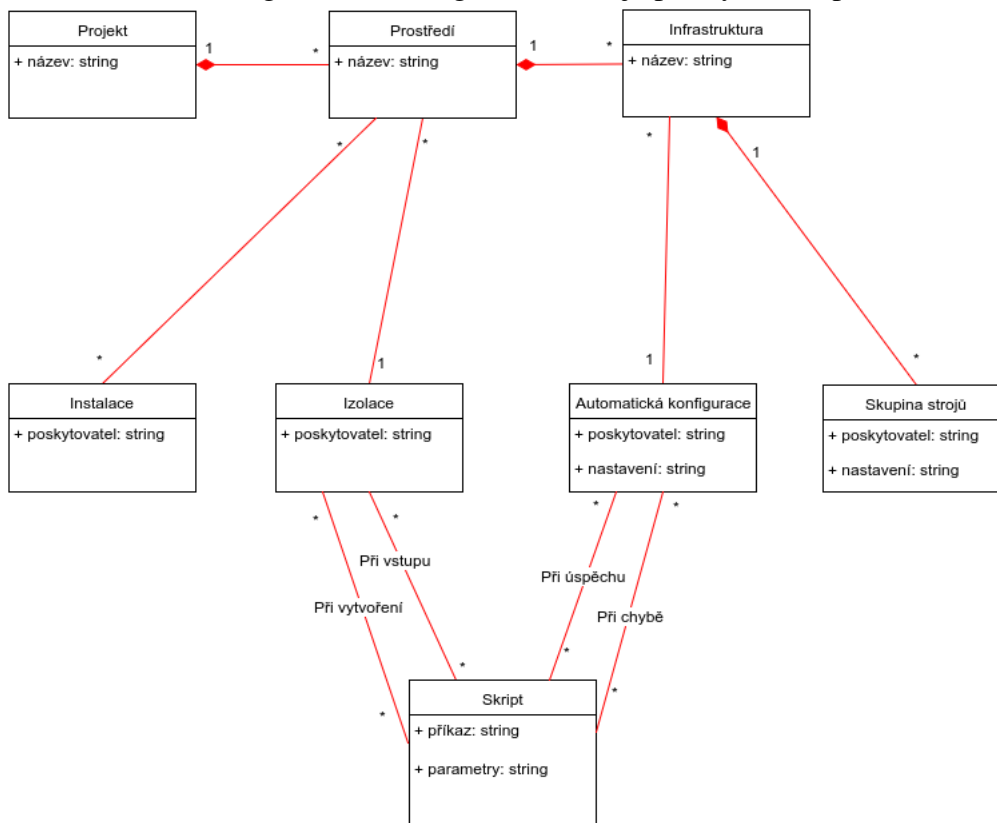 Projekt
+ název: string
1
*
Prostředí
+ název: string
1
*
Infrastruktura
+ název: string
*
*
*
1
*
1
1
*
Instalace
+ poskytovatel: string
Izolace
+ poskytovatel: string
Automatická konfigurace
+ poskytovatel: string
+ nastavení: string
Skupina strojů
+ poskytovatel: string
+ nastavení: string
*
*
*
*
Při vstupu
Při úspěchu
Při vytvoření
Při chybě
*
*
*
*
Skript
+ příkaz: string
+ parametry: string